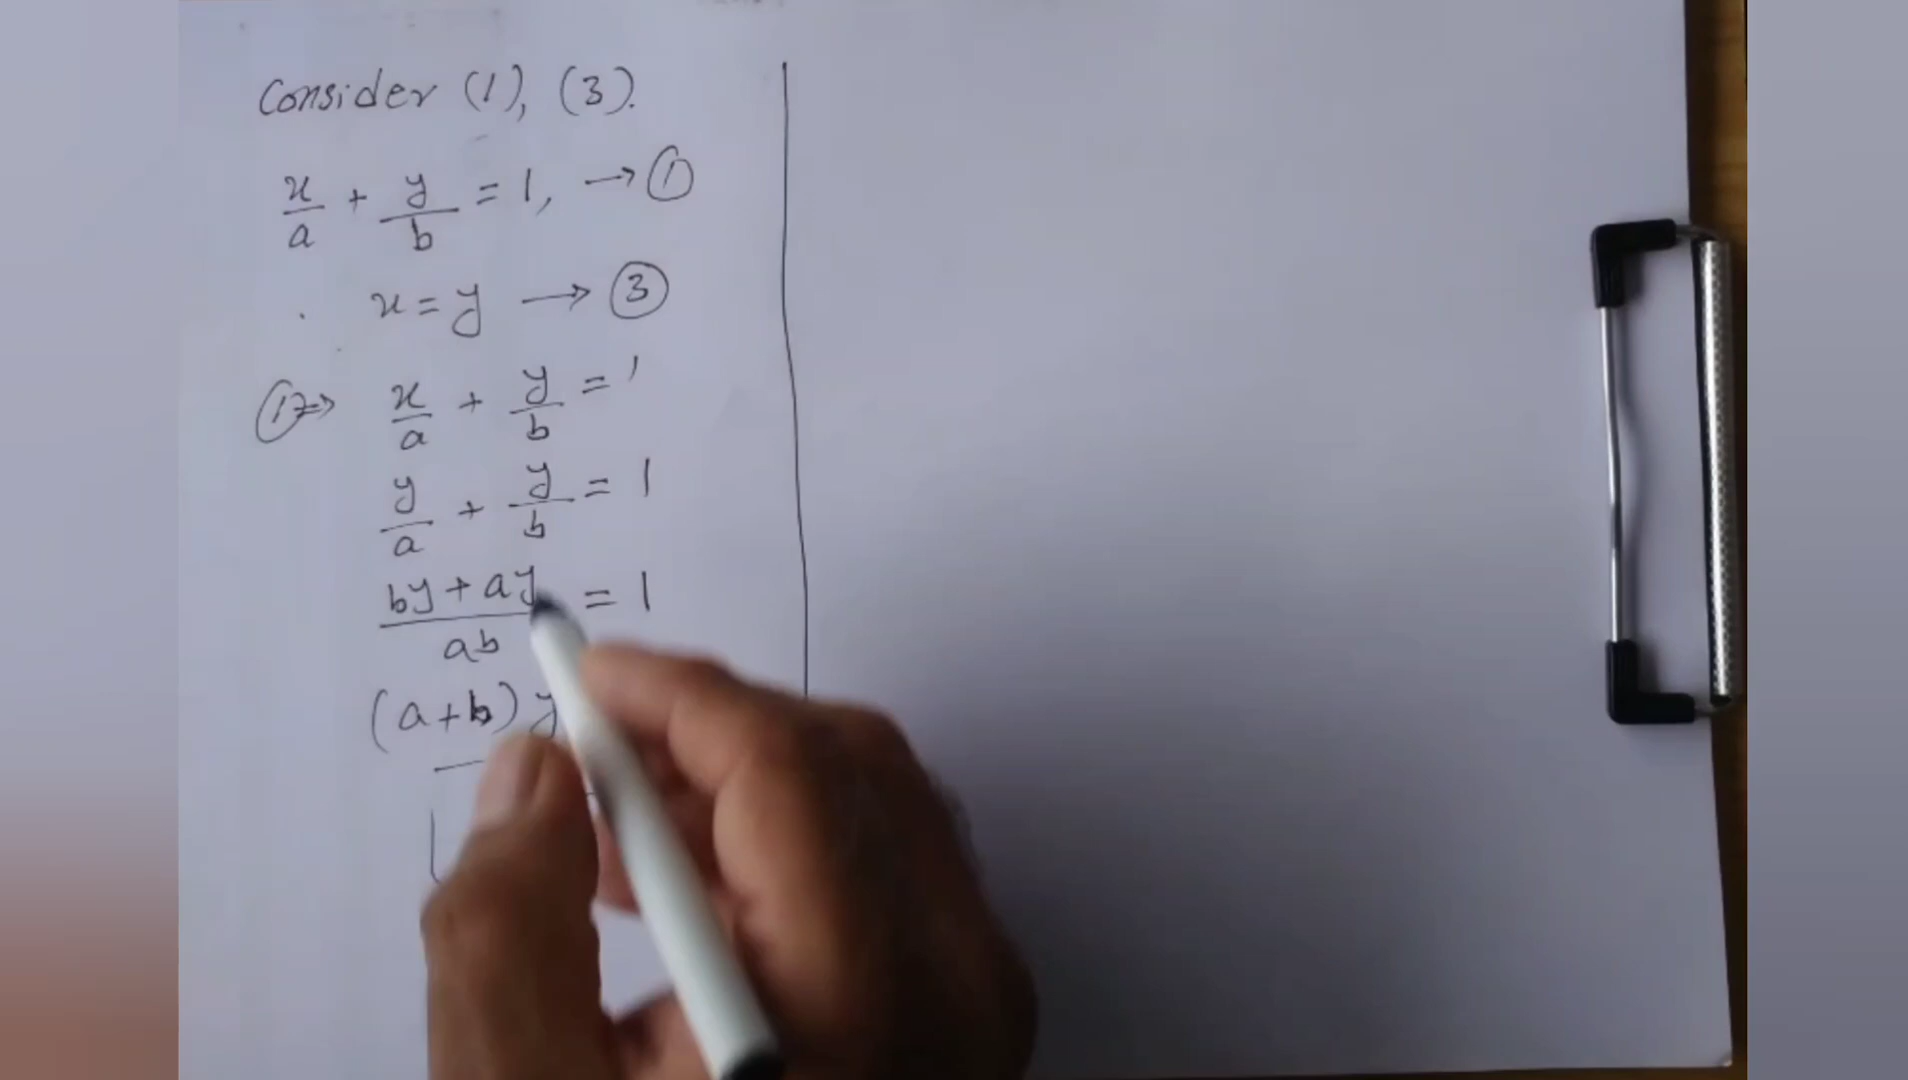 Consider (1), (3).
x/a + y/b = 1, → ①
x = y → ③
①⇒ x/a + y/b = 1
y/a + y/b = 1
by + ay / ab = 1
(a+b) y